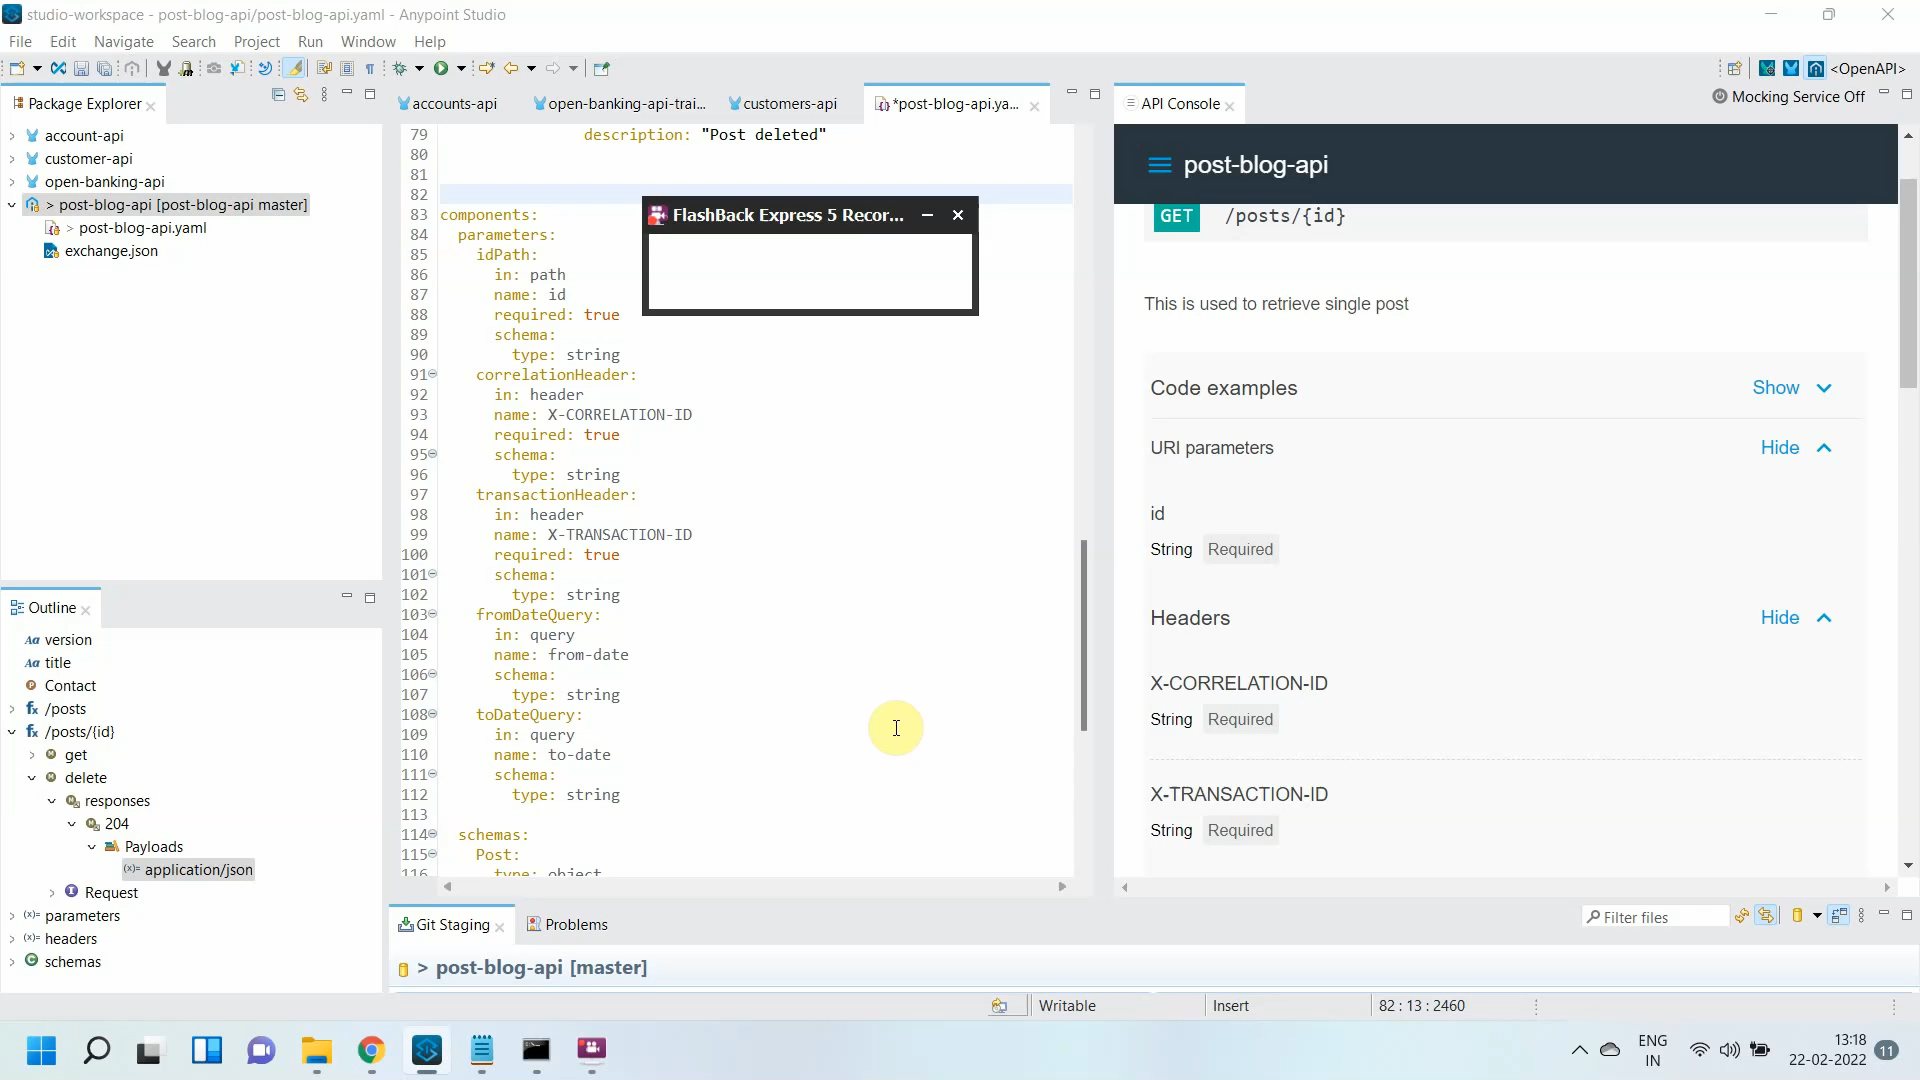 studio-workspace - post-blog-api/post-blog-api.yaml - Anypoint Studio
File Edit Navigate Search Project Run Window Help
<OpenAPI>
Package Explorer
account-api
customer-api
open-banking-api
> post-blog-api [post-blog-api master]
> post-blog-api.yaml
exchange.json
Outline
Aa version
Aa title
Contact
fx /posts
fx /posts/{id}
get
delete
responses
204
Payloads
(x)= application/json
Request
(x)= parameters
(x)= headers
schemas
accounts-api
open-banking-api-trai...
customers-api
*post-blog-api.ya...
79 description: "Post deleted"
80
81
82
83 components:
84 parameters:
85 idPath:
86 in: path
87 name: id
88 required: true
89 schema:
90 type: string
91 correlationHeader:
92 in: header
93 name: X-CORRELATION-ID
94 required: true
95 schema:
96 type: string
97 transactionHeader:
98 in: header
99 name: X-TRANSACTION-ID
100 required: true
101 schema:
102 type: string
103 fromDateQuery:
104 in: query
105 name: from-date
106 schema:
107 type: string
108 toDateQuery:
109 in: query
110 name: to-date
111 schema:
112 type: string
113
114 schemas:
115 Post:
116 type: object
FlashBack Express 5 Recor...
API Console
Mocking Service Off
post-blog-api
GET /posts/{id}
This is used to retrieve single post
Code examples Show
URI parameters Hide
id
String Required
Headers Hide
X-CORRELATION-ID
String Required
X-TRANSACTION-ID
String Required
Git Staging
Problems
Filter files
> post-blog-api [master]
Writable Insert 82 : 13 : 2460
ENG
IN
13:18
22-02-2022
11